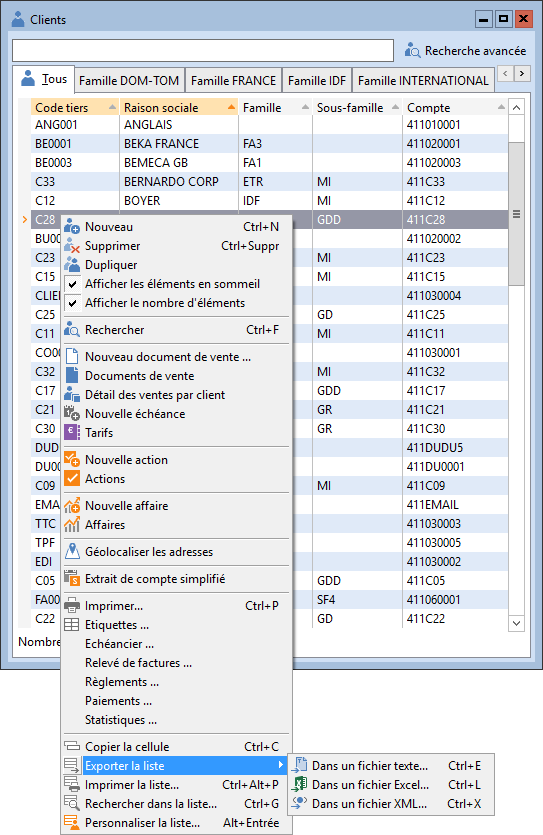 Clients
Recherche avancée
Tous Famille DOM-TOM Famille FRANCE Famille IDF Famille INTERNATIONAL
Code tiers Raison sociale Famille Sous-famille Compte
ANG001 ANGLAIS 411010001
BE0001 BEKA FRANCE FA3 411020001
BE0003 BEMECA GB FA1 411020003
C33 BERNARDO CORP ETR MI 411C33
C12 BOYER IDF MI 411C12
C28 GDD 411C28
BU00 411020002
C23 MI 411C23
C15 MI 411C15
CLIE 411030004
C25 GD 411C25
C11 MI 411C11
CO00 411030001
C32 MI 411C32
C17 GDD 411C17
C21 GR 411C21
C30 GR 411C30
DUD 411DUDU5
DU00 411DU0001
C09 MI 411C09
EMA 411EMAIL
TTC 411030003
TPF 411030005
EDI 411030002
C05 GDD 411C05
FA00 SF4 411060001
C22 GD 411C22
Nombre
Nouveau Ctrl+N
Supprimer Ctrl+Suppr
Dupliquer
Afficher les éléments en sommeil
Afficher le nombre d'éléments
Rechercher Ctrl+F
Nouveau document de vente ...
Documents de vente
Détail des ventes par client
Nouvelle échéance
Tarifs
Nouvelle action
Actions
Nouvelle affaire
Affaires
Géolocaliser les adresses
Extrait de compte simplifié
Imprimer... Ctrl+P
Etiquettes ...
Echéancier ...
Relevé de factures ...
Règlements ...
Paiements ...
Statistiques ...
Copier la cellule Ctrl+C
Exporter la liste
Imprimer la liste... Ctrl+Alt+P
Rechercher dans la liste... Ctrl+G
Personnaliser la liste... Alt+Entrée
Dans un fichier texte... Ctrl+E
Dans un fichier Excel... Ctrl+L
Dans un fichier XML... Ctrl+X